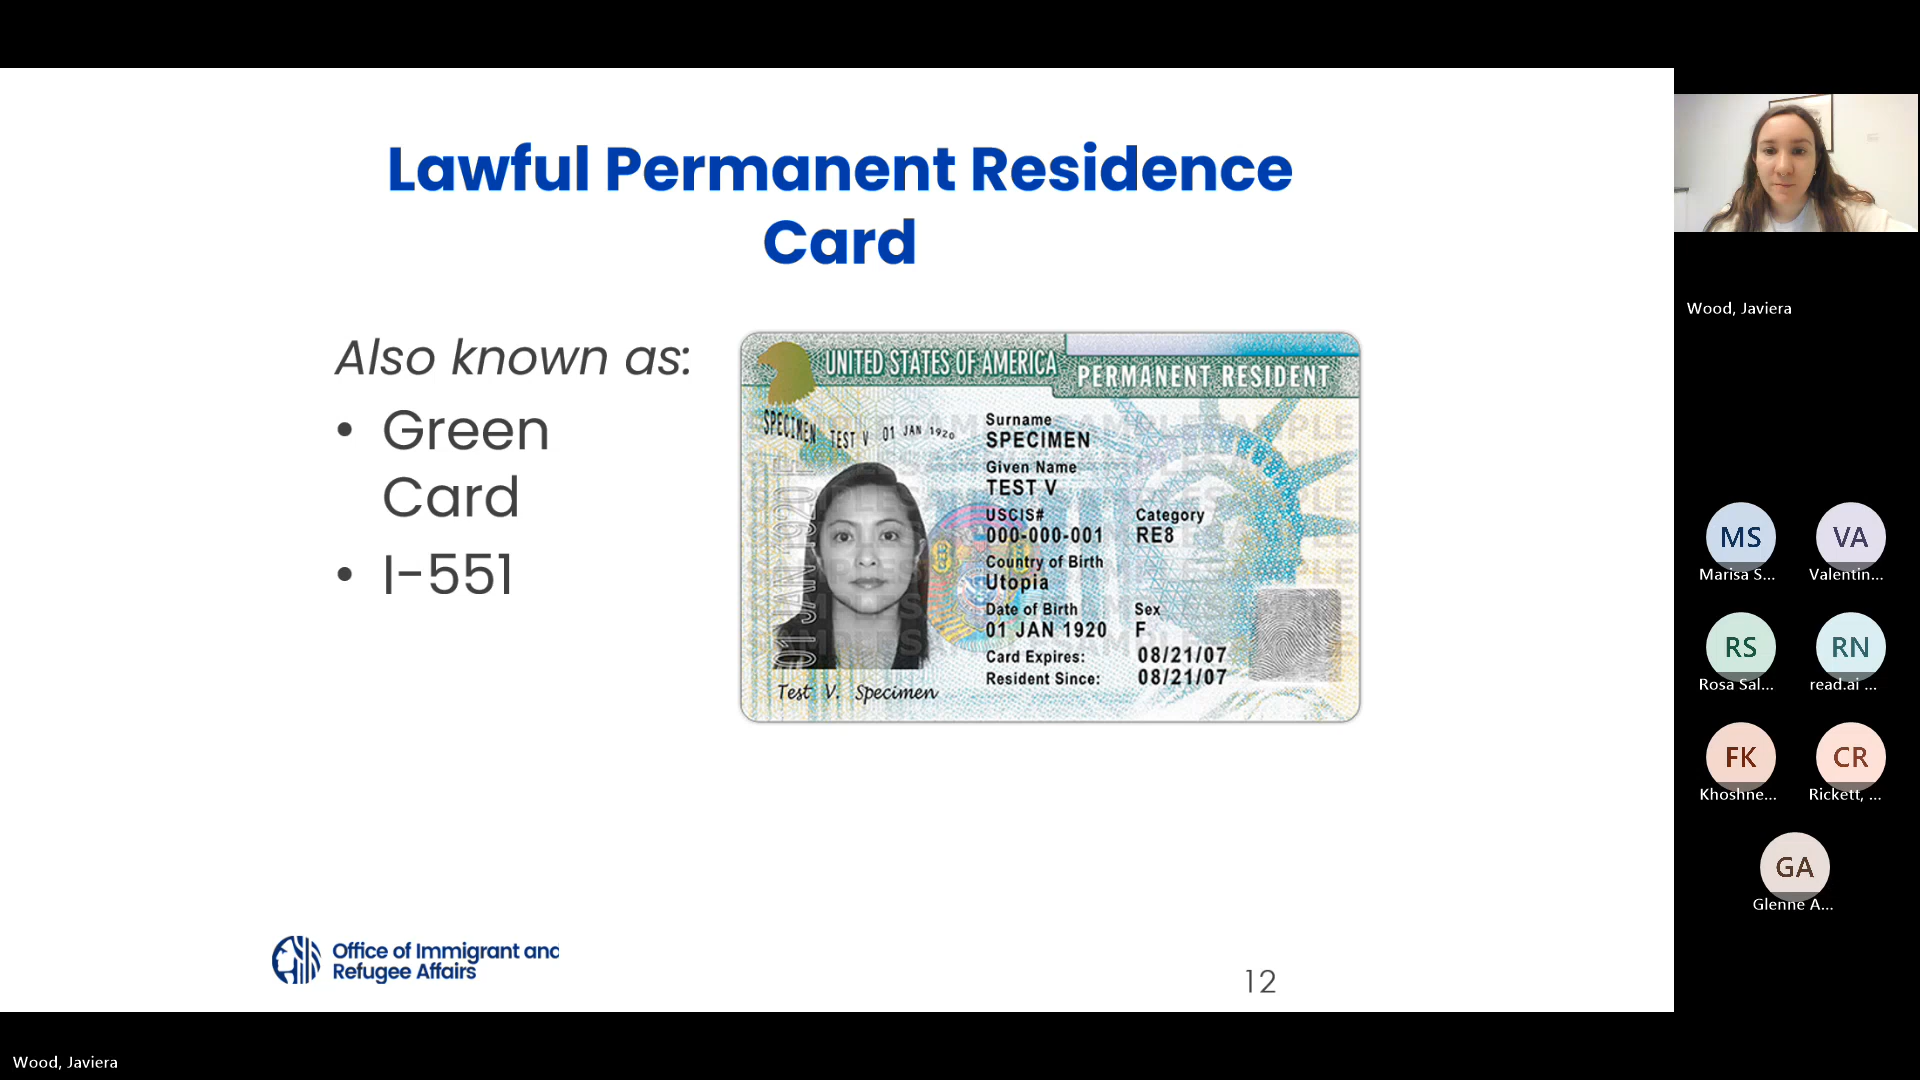 Lawful Permanent Residence
Card
Also known as:
• Green
Card
• I-551
UNITED STATES OF AMERICA
PERMANENT RESIDENT
SPECIMEN TEST V 01 JAN 1920
Surname
SPECIMEN
Given Name
TEST V
USCIS#
000-000-001
Category
RE8
Country of Birth
Utopia
Date of Birth
01 JAN 1920
Sex
F
Card Expires: 08/21/07
Resident Since: 08/21/07
01 JAN 1920 F
Test V. Specimen
Office of Immigrant and
Refugee Affairs
12
Wood, Javiera
MS
Marisa S...
VA
Valentin...
RS
Rosa Sal...
RN
read.ai ...
FK
Khoshne...
CR
Rickett, ...
GA
Glenne A...
Wood, Javiera